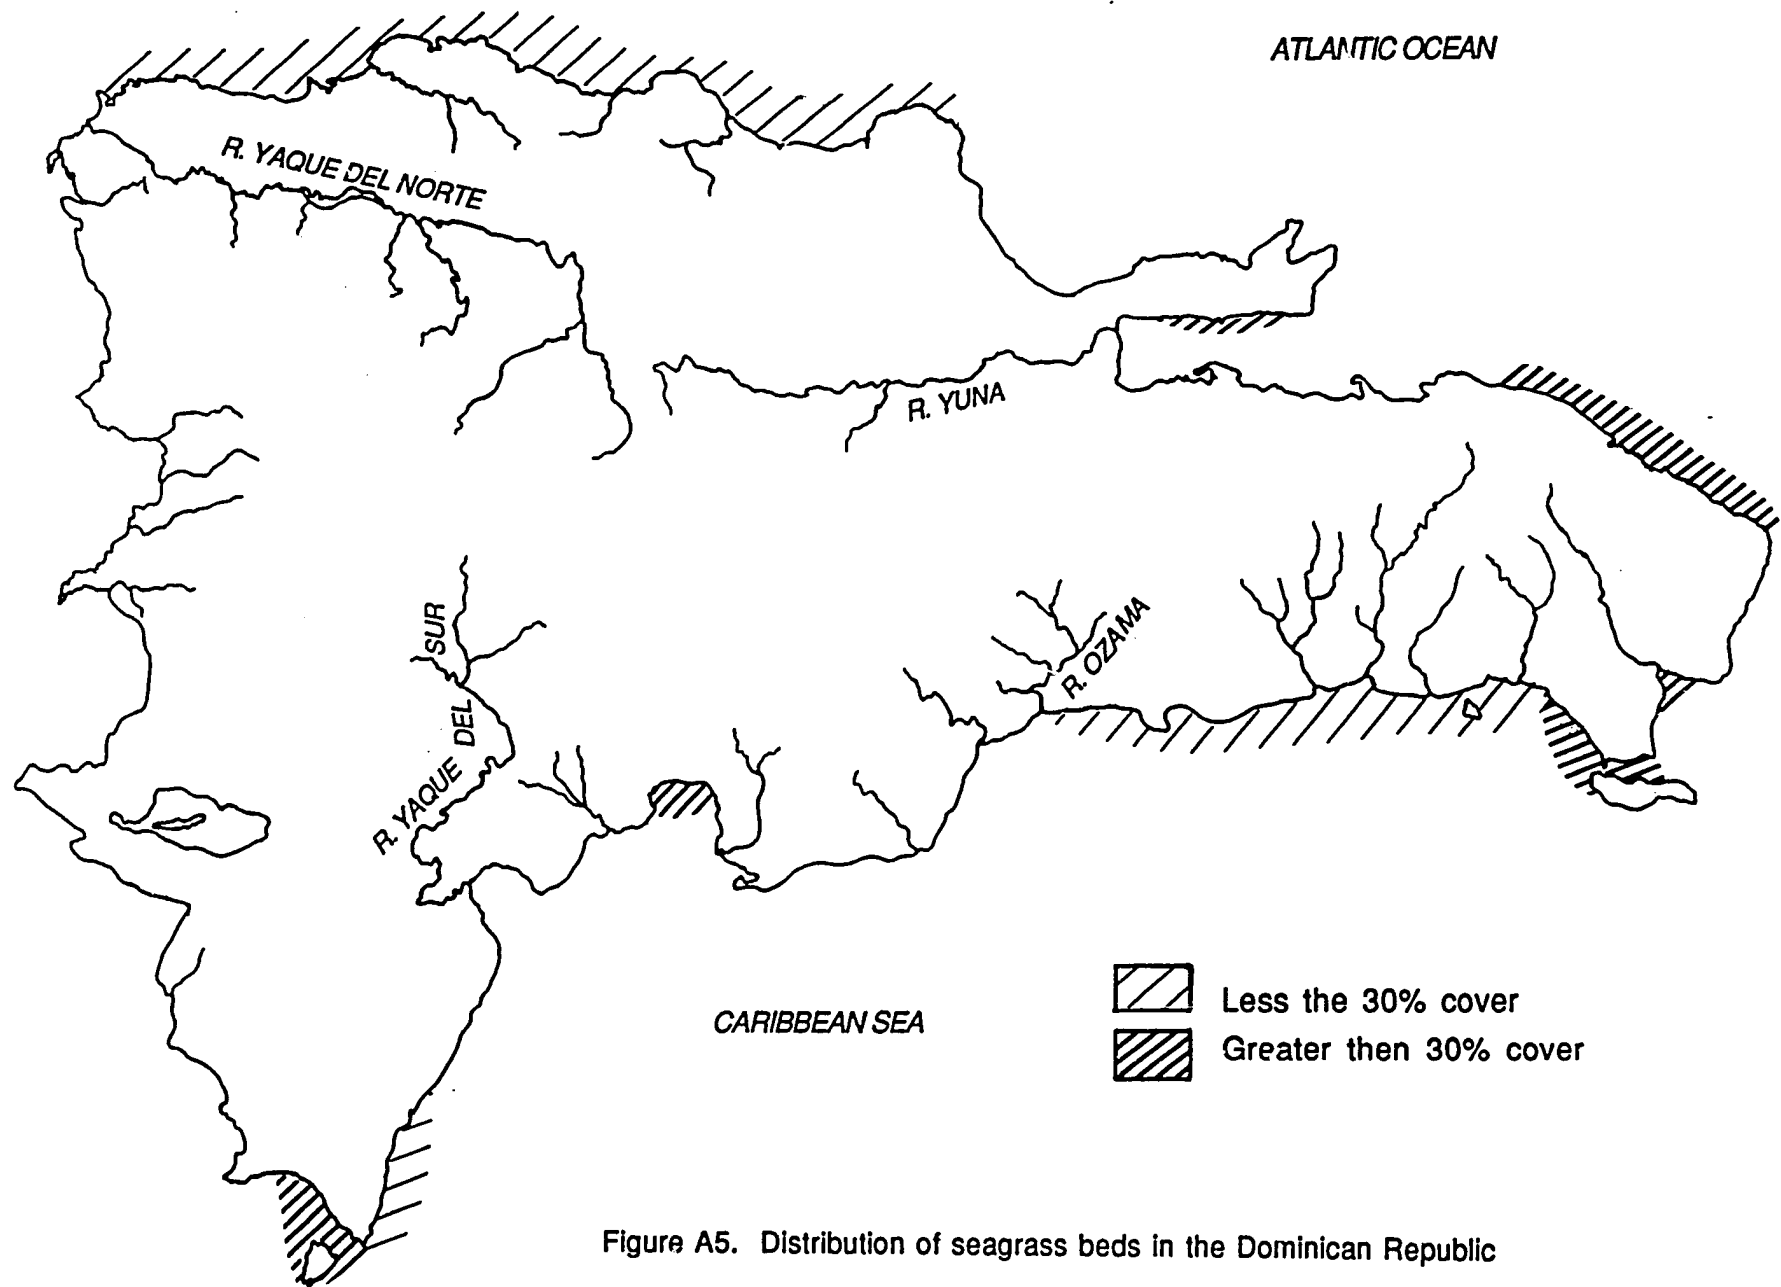 ATLANTIC OCEAN
R. YAQUE DEL NORTE
R. YUNA
R. OZAMA
R. YAQUE DEL SUR
CARIBBEAN SEA
Less the 30% cover
Greater then 30% cover
Figure A5. Distribution of seagrass beds in the Dominican Republic